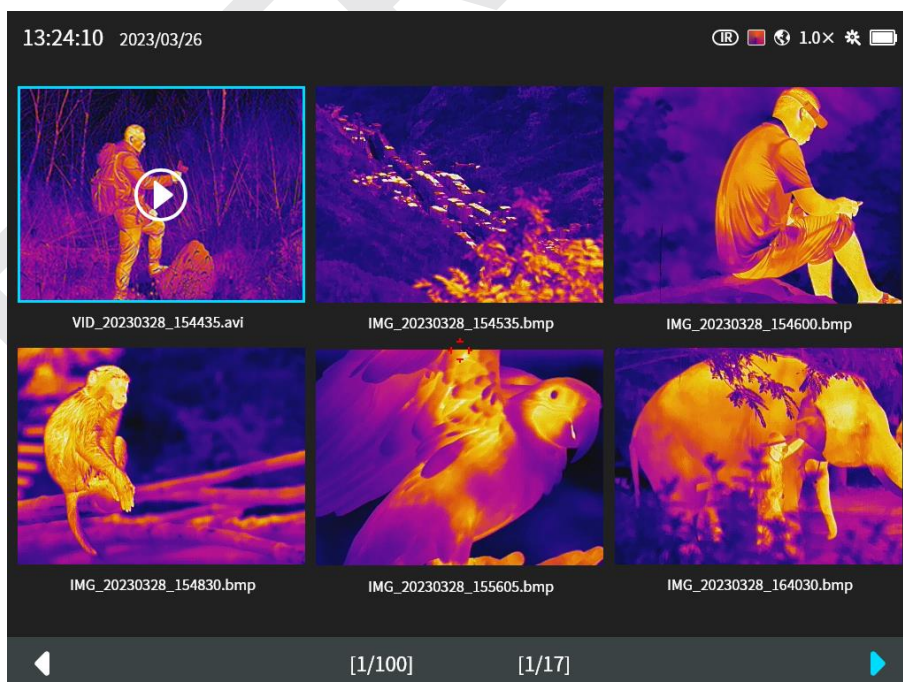 13:24:10 2023/03/26 IR 1.0×
VID_20230328_154435.avi IMG_20230328_154535.bmp IMG_20230328_154600.bmp
IMG_20230328_154830.bmp IMG_20230328_155605.bmp IMG_20230328_164030.bmp
[1/100] [1/17]